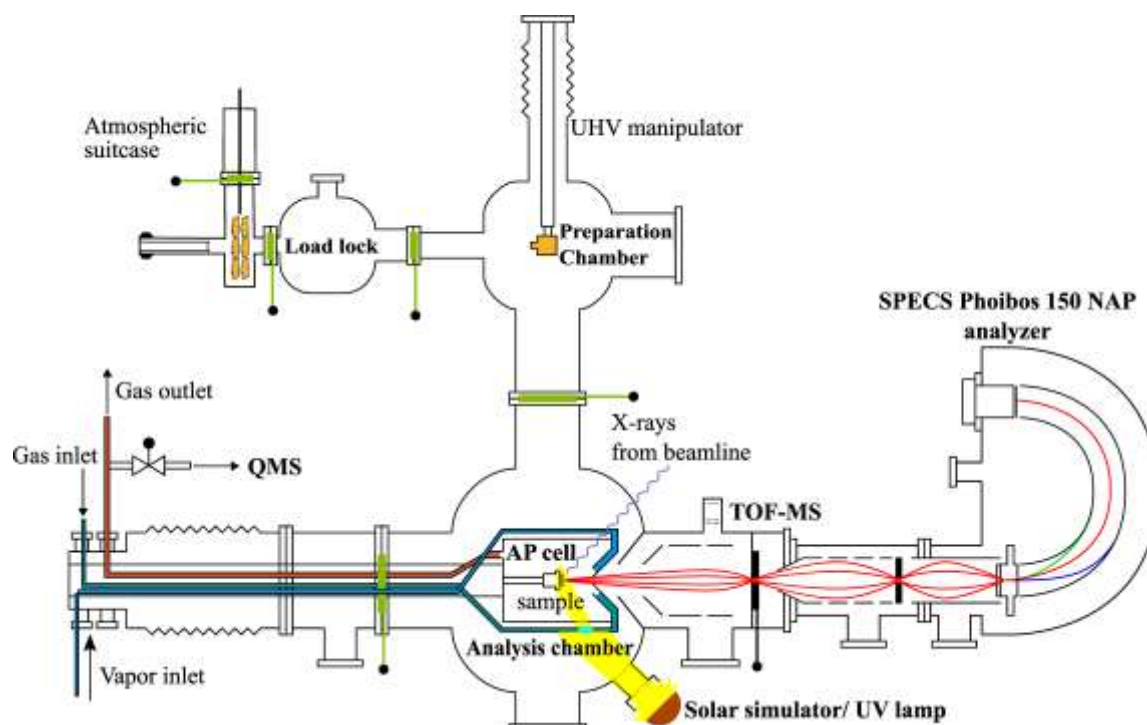 Atmospheric
suitcase
UHV manipulator
Load lock
Preparation
Chamber
SPECS Phoibos 150 NAP
analyzer
Gas outlet
Gas inlet
QMS
X-rays
from beamline
TOF-MS
AP cell
sample
Analysis chamber
Vapor inlet
Solar simulator/ UV lamp